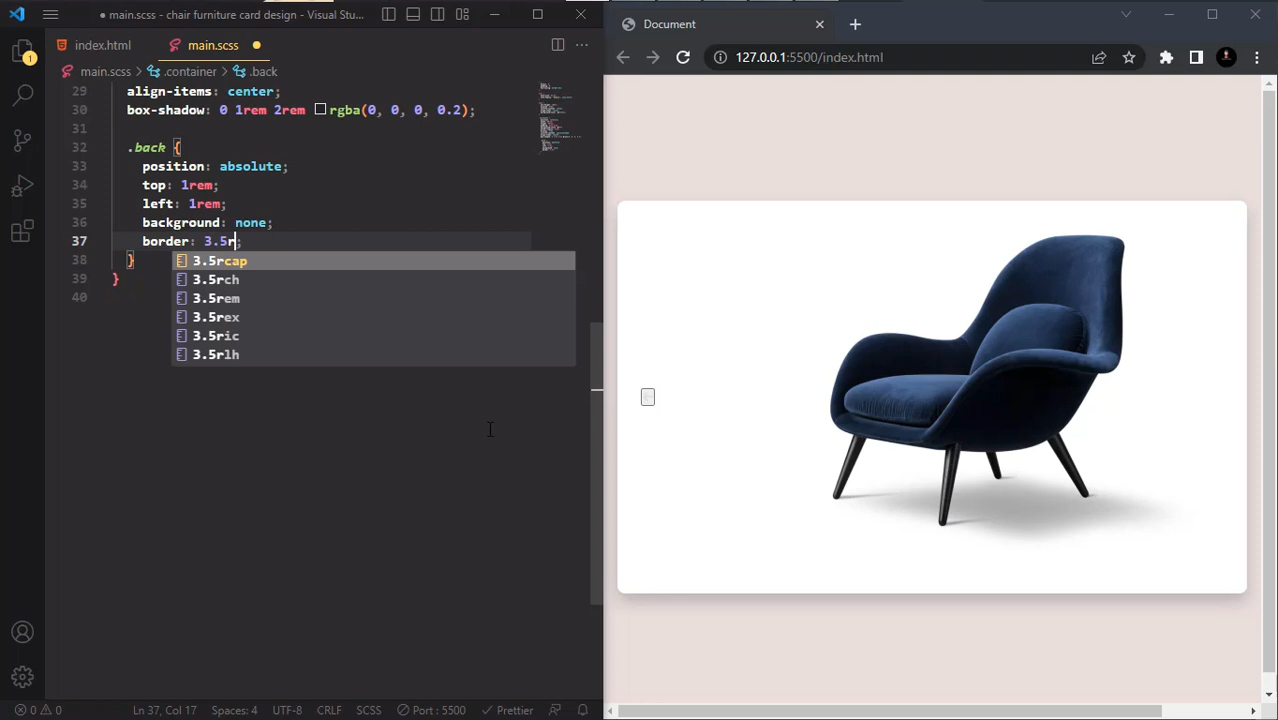 main.scss - chair furniture card design - Visual Stu...
index.html
main.scss
main.scss
.container
.back
29
align-items: center;
30
box-shadow: 0 1rem 2rem rgba(0, 0, 0, 0.2);
31
32
.back {
33
position: absolute;
34
top: 1rem;
35
left: 1rem;
36
background: none;
37
border: 3.5r;
38
}
39
}
40
3.5rcap
3.5rch
3.5rem
3.5rex
3.5ric
3.5rlh
1
0
0
Ln 37, Col 17
Spaces: 4
UTF-8
CRLF
SCSS
Port : 5500
Prettier
Document
127.0.0.1:5500/index.html